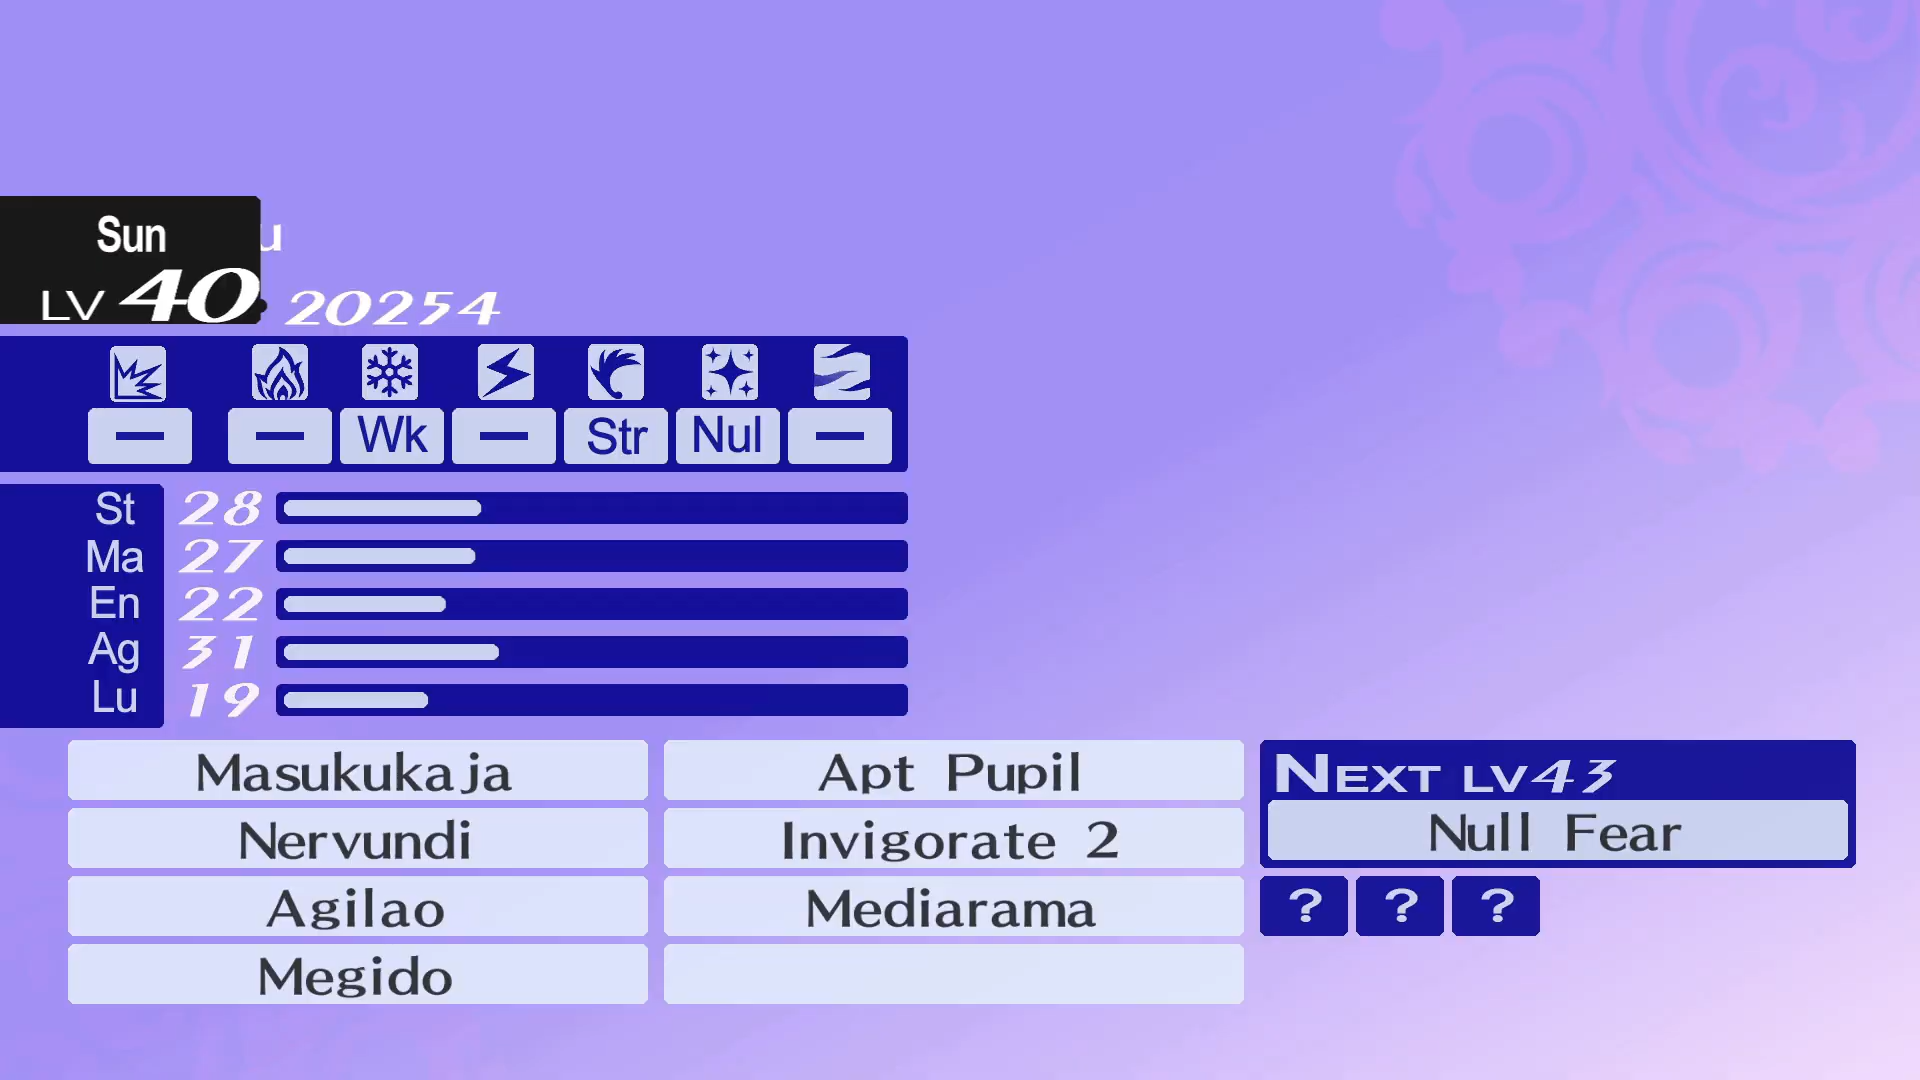 Sun
u
LV 40
20254
— — Wk — Str Nul —
St 28
Ma 27
En 22
Ag 31
Lu 19
Masukukaja
Apt Pupil
Nervundi
Invigorate 2
Agilao
Mediarama
Megido
NEXT LV43
Null Fear
? ? ?